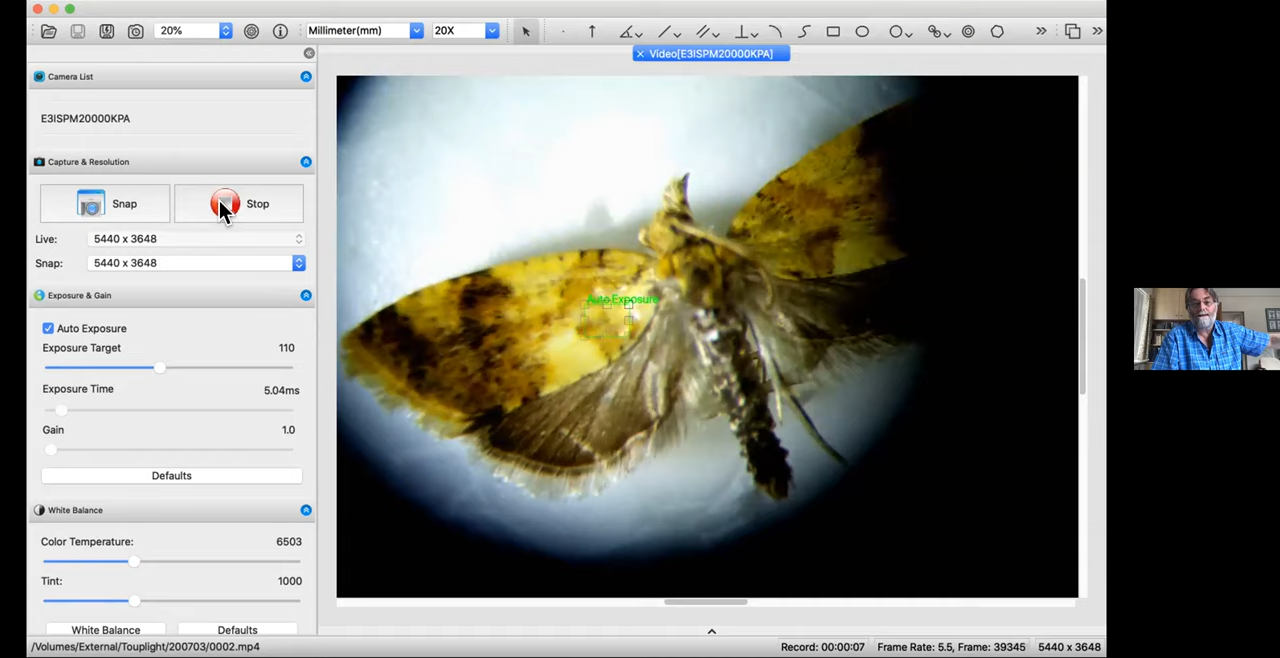 20%
Millimeter(mm)
20X
Video[E3ISPM20000KPA]
Camera List
E3ISPM20000KPA
Capture & Resolution
Snap
Stop
Live:
5440 x 3648
Snap:
5440 x 3648
Exposure & Gain
Auto Exposure
Exposure Target
110
Exposure Time
5.04ms
Gain
1.0
Defaults
White Balance
Color Temperature:
6503
Tint:
1000
White Balance
Defaults
Auto Exposure
/Volumes/External/Touplight/200703/0002.mp4
Record: 00:00:07
Frame Rate: 5.5, Frame: 39345
5440 x 3648